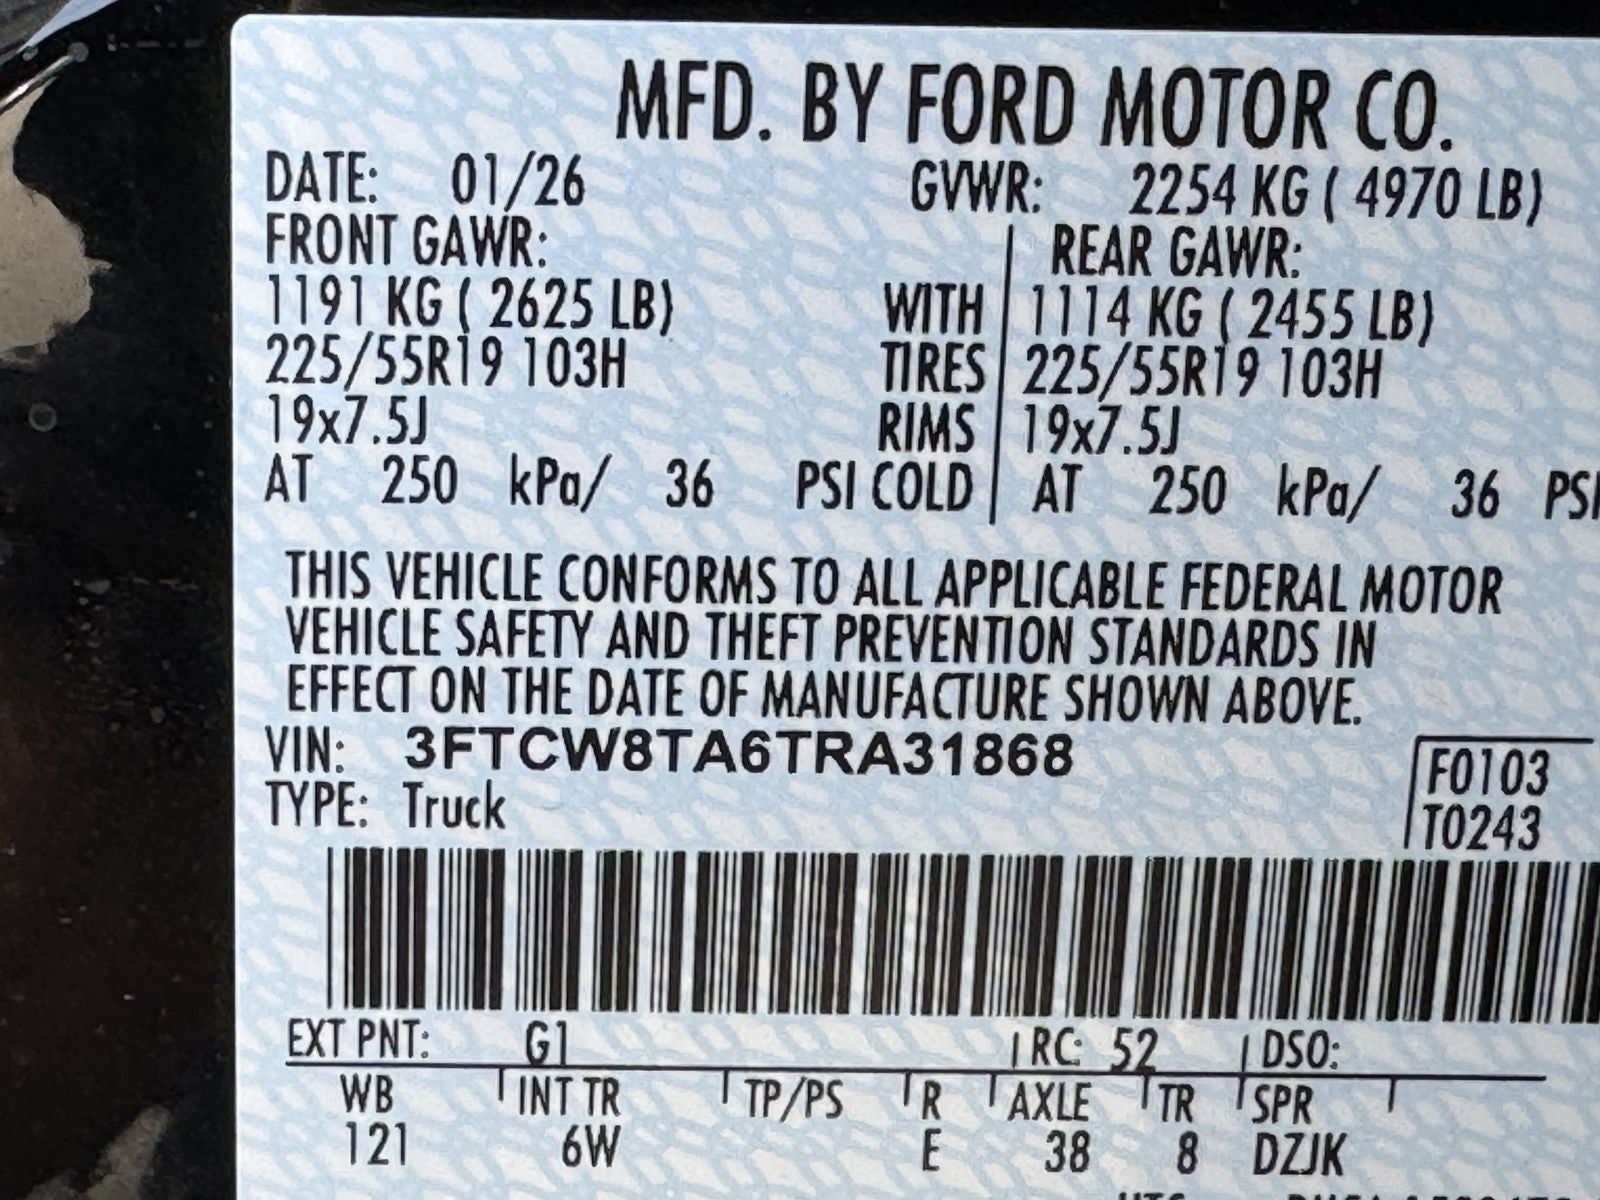 MFD. BY FORD MOTOR CO.
DATE: 01/26 GVWR: 2254 KG ( 4970 LB)
FRONT GAWR: REAR GAWR:
1191 KG ( 2625 LB) WITH 1114 KG ( 2455 LB)
225/55R19 103H TIRES 225/55R19 103H
19x7.5J RIMS 19x7.5J
AT 250 kPa/ 36 PSI COLD AT 250 kPa/ 36 PSI
THIS VEHICLE CONFORMS TO ALL APPLICABLE FEDERAL MOTOR
VEHICLE SAFETY AND THEFT PREVENTION STANDARDS IN
EFFECT ON THE DATE OF MANUFACTURE SHOWN ABOVE.
VIN: 3FTCW8TA6TRA31868
F0103
TYPE: Truck
T0243
EXT PNT: G1 RC: 52 DSO:
WB INT TR TP/PS R AXLE TR SPR
121 6W E 38 8 DZJK